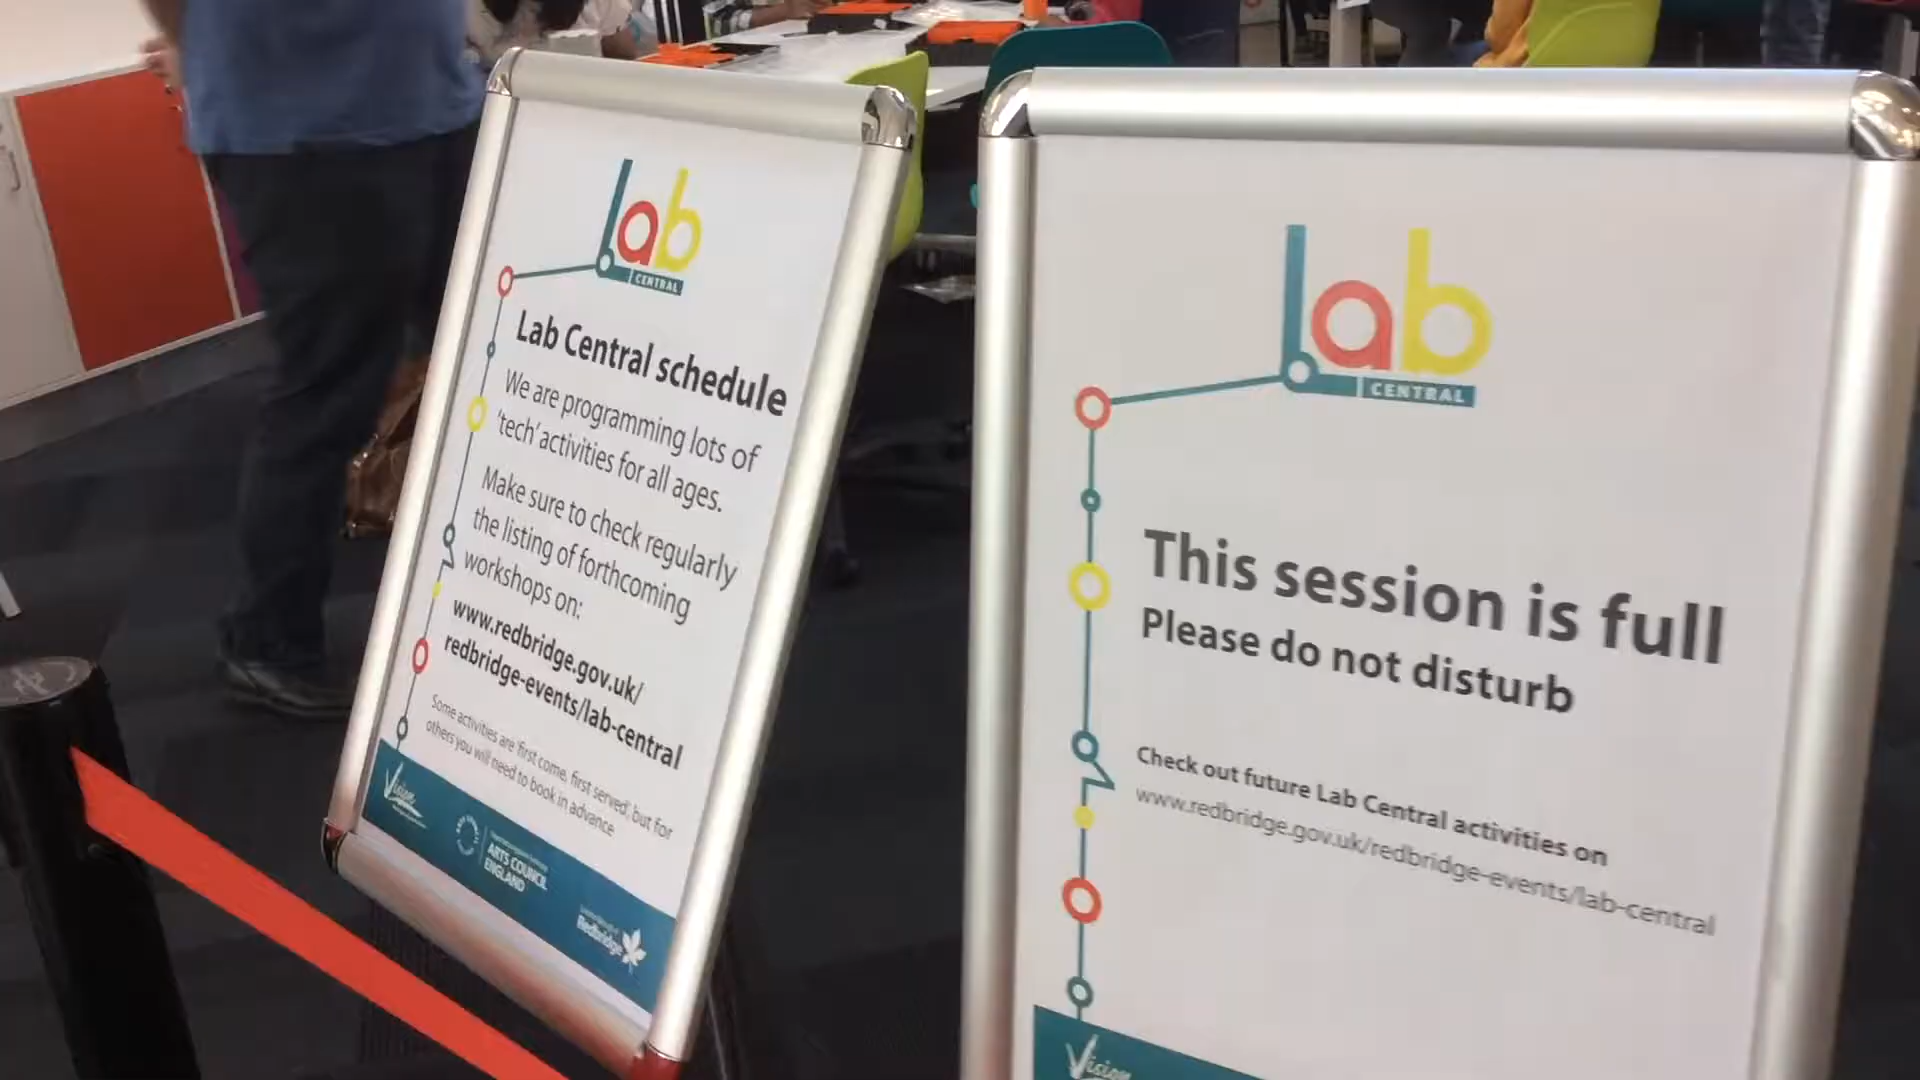 Lab
CENTRAL
Lab Central schedule
We are programming lots of
'tech' activities for all ages.
Make sure to check regularly
the listing of forthcoming
workshops on:
www.redbridge.gov.uk/
redbridge-events/lab-central
Some activities are 'first come, first served', but for
others you will need to book in advance
Vision
ARTS COUNCIL
ENGLAND
Redbridge
Lab
CENTRAL
This session is full
Please do not disturb
Check out future Lab Central activities on
www.redbridge.gov.uk/redbridge-events/lab-central
Vision